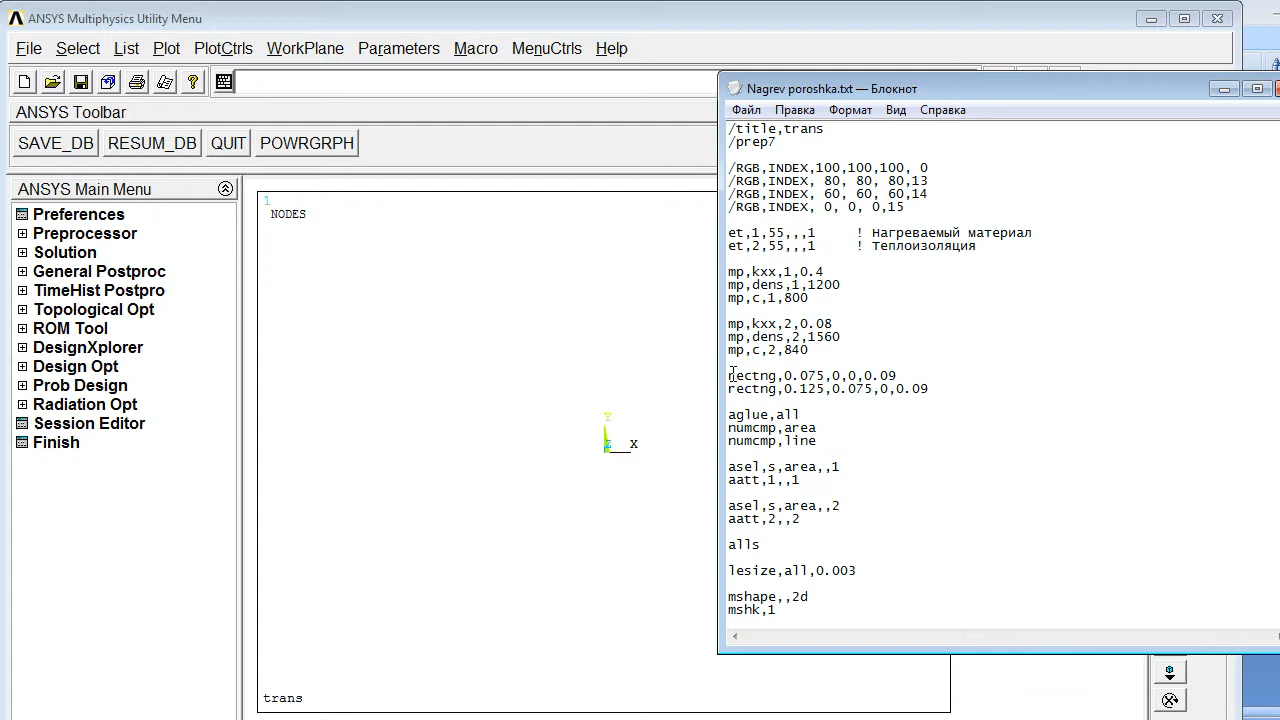 ANSYS Multiphysics Utility Menu
File Select List Plot PlotCtrls WorkPlane Parameters Macro MenuCtrls Help
ANSYS Toolbar
SAVE_DB RESUM_DB QUIT POWRGRPH
ANSYS Main Menu
Preferences
Preprocessor
Solution
General Postproc
TimeHist Postpro
Topological Opt
ROM Tool
DesignXplorer
Design Opt
Prob Design
Radiation Opt
Session Editor
Finish
1
NODES
Y
Z X
trans
Nagrev poroshka.txt — Блокнот
Файл Правка Формат Вид Справка
/title,trans
/prep7
/RGB,INDEX,100,100,100, 0
/RGB,INDEX, 80, 80, 80,13
/RGB,INDEX, 60, 60, 60,14
/RGB,INDEX, 0, 0, 0,15
et,1,55,,,1 ! Нагреваемый материал
et,2,55,,,1 ! Теплоизоляция
mp,kxx,1,0.4
mp,dens,1,1200
mp,c,1,800
mp,kxx,2,0.08
mp,dens,2,1560
mp,c,2,840
rectng,0.075,0,0,0.09
rectng,0.125,0.075,0,0.09
aglue,all
numcmp,area
numcmp,line
asel,s,area,,1
aatt,1,,1
asel,s,area,,2
aatt,2,,2
alls
lesize,all,0.003
mshape,,2d
mshk,1